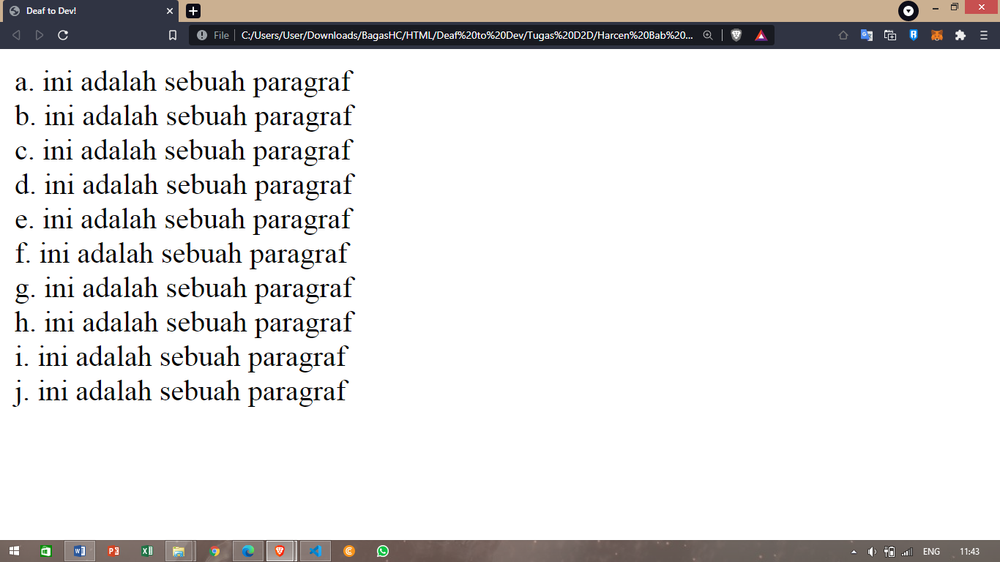 Deaf to Dev!
File C:/Users/User/Downloads/BagasHC/HTML/Deaf%20to%20Dev/Tugas%20D2D/Harcen%20Bab%20...
a. ini adalah sebuah paragraf
b. ini adalah sebuah paragraf
c. ini adalah sebuah paragraf
d. ini adalah sebuah paragraf
e. ini adalah sebuah paragraf
f. ini adalah sebuah paragraf
g. ini adalah sebuah paragraf
h. ini adalah sebuah paragraf
i. ini adalah sebuah paragraf
j. ini adalah sebuah paragraf
ENG 11:43